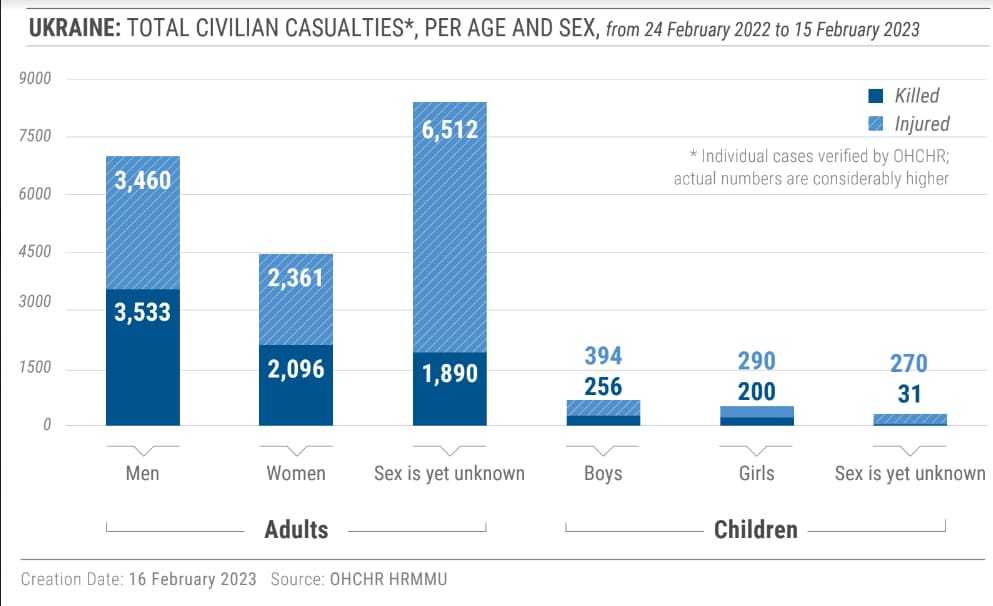 UKRAINE: TOTAL CIVILIAN CASUALTIES*, PER AGE AND SEX, from 24 February 2022 to 15 February 2023
9000
7500
6000
4500
3000
1500
0
Killed
Injured
* Individual cases verified by OHCHR;
actual numbers are considerably higher
3,460
3,533
2,361
2,096
6,512
1,890
394
256
290
200
270
31
Men
Women
Sex is yet unknown
Boys
Girls
Sex is yet unknown
Adults
Children
Creation Date: 16 February 2023 Source: OHCHR HRMMU